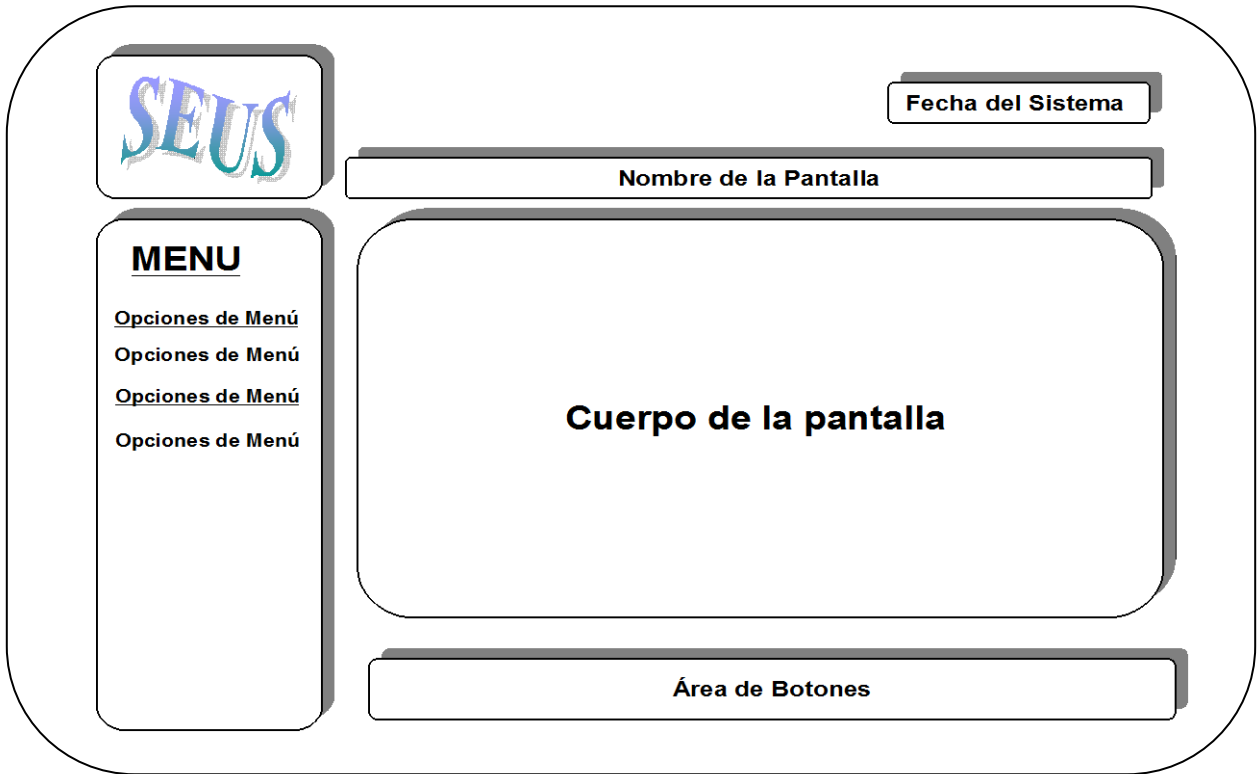 SEUS
Fecha del Sistema
Nombre de la Pantalla
MENU
Opciones de Menú
Opciones de Menú
Opciones de Menú
Opciones de Menú
Cuerpo de la pantalla
Área de Botones